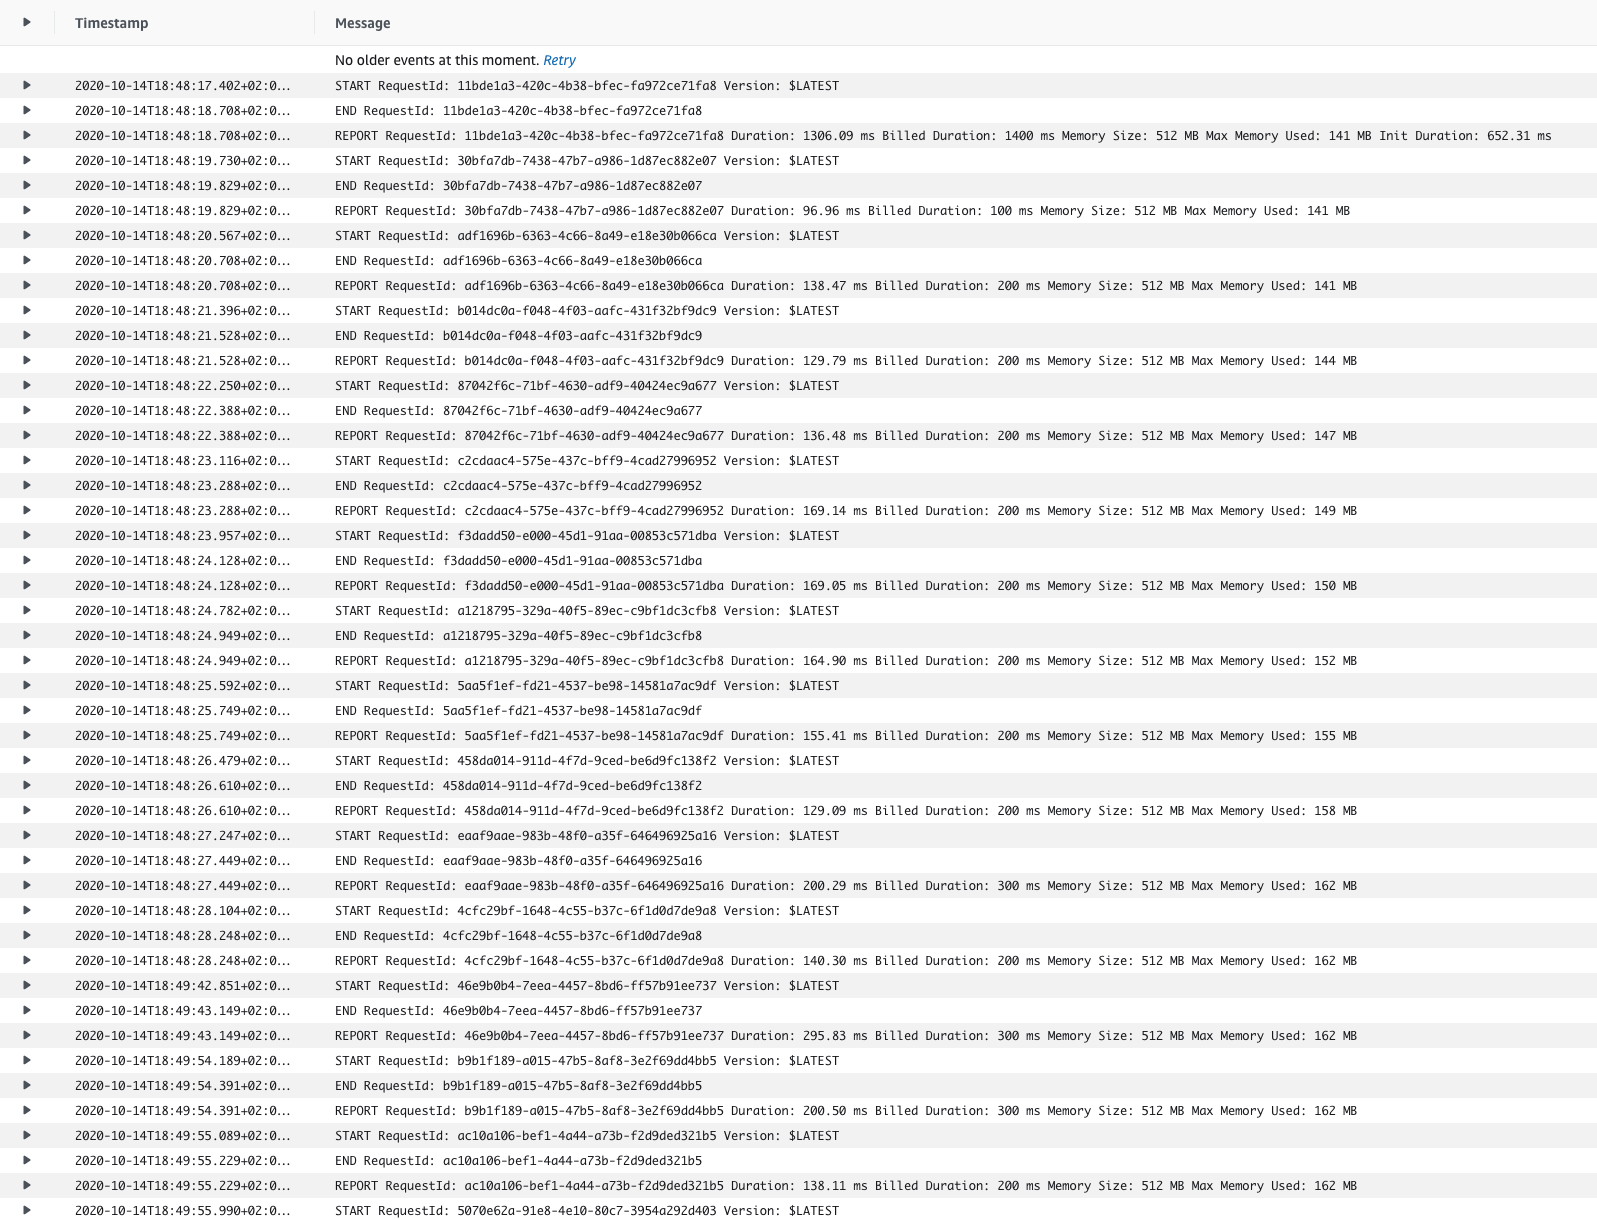 Timestamp Message
No older events at this moment. Retry
2020-10-14T18:48:17.402+02:0... START RequestId: 11bde1a3-420c-4b38-bfec-fa972ce71fa8 Version: $LATEST
2020-10-14T18:48:18.708+02:0... END RequestId: 11bde1a3-420c-4b38-bfec-fa972ce71fa8
2020-10-14T18:48:18.708+02:0... REPORT RequestId: 11bde1a3-420c-4b38-bfec-fa972ce71fa8 Duration: 1306.09 ms Billed Duration: 1400 ms Memory Size: 512 MB Max Memory Used: 141 MB Init Duration: 652.31 ms
2020-10-14T18:48:19.730+02:0... START RequestId: 30bfa7db-7438-47b7-a986-1d87ec882e07 Version: $LATEST
2020-10-14T18:48:19.829+02:0... END RequestId: 30bfa7db-7438-47b7-a986-1d87ec882e07
2020-10-14T18:48:19.829+02:0... REPORT RequestId: 30bfa7db-7438-47b7-a986-1d87ec882e07 Duration: 96.96 ms Billed Duration: 100 ms Memory Size: 512 MB Max Memory Used: 141 MB
2020-10-14T18:48:20.567+02:0... START RequestId: adf1696b-6363-4c66-8a49-e18e30b066ca Version: $LATEST
2020-10-14T18:48:20.708+02:0... END RequestId: adf1696b-6363-4c66-8a49-e18e30b066ca
2020-10-14T18:48:20.708+02:0... REPORT RequestId: adf1696b-6363-4c66-8a49-e18e30b066ca Duration: 138.47 ms Billed Duration: 200 ms Memory Size: 512 MB Max Memory Used: 141 MB
2020-10-14T18:48:21.396+02:0... START RequestId: b014dc0a-f048-4f03-aafc-431f32bf9dc9 Version: $LATEST
2020-10-14T18:48:21.528+02:0... END RequestId: b014dc0a-f048-4f03-aafc-431f32bf9dc9
2020-10-14T18:48:21.528+02:0... REPORT RequestId: b014dc0a-f048-4f03-aafc-431f32bf9dc9 Duration: 129.79 ms Billed Duration: 200 ms Memory Size: 512 MB Max Memory Used: 144 MB
2020-10-14T18:48:22.250+02:0... START RequestId: 87042f6c-71bf-4630-adf9-40424ec9a677 Version: $LATEST
2020-10-14T18:48:22.388+02:0... END RequestId: 87042f6c-71bf-4630-adf9-40424ec9a677
2020-10-14T18:48:22.388+02:0... REPORT RequestId: 87042f6c-71bf-4630-adf9-40424ec9a677 Duration: 136.48 ms Billed Duration: 200 ms Memory Size: 512 MB Max Memory Used: 147 MB
2020-10-14T18:48:23.116+02:0... START RequestId: c2cdaac4-575e-437c-bff9-4cad27996952 Version: $LATEST
2020-10-14T18:48:23.288+02:0... END RequestId: c2cdaac4-575e-437c-bff9-4cad27996952
2020-10-14T18:48:23.288+02:0... REPORT RequestId: c2cdaac4-575e-437c-bff9-4cad27996952 Duration: 169.14 ms Billed Duration: 200 ms Memory Size: 512 MB Max Memory Used: 149 MB
2020-10-14T18:48:23.957+02:0... START RequestId: f3dadd50-e000-45d1-91aa-00853c571dba Version: $LATEST
2020-10-14T18:48:24.128+02:0... END RequestId: f3dadd50-e000-45d1-91aa-00853c571dba
2020-10-14T18:48:24.128+02:0... REPORT RequestId: f3dadd50-e000-45d1-91aa-00853c571dba Duration: 169.05 ms Billed Duration: 200 ms Memory Size: 512 MB Max Memory Used: 150 MB
2020-10-14T18:48:24.782+02:0... START RequestId: a1218795-329a-40f5-89ec-c9bf1dc3cfb8 Version: $LATEST
2020-10-14T18:48:24.949+02:0... END RequestId: a1218795-329a-40f5-89ec-c9bf1dc3cfb8
2020-10-14T18:48:24.949+02:0... REPORT RequestId: a1218795-329a-40f5-89ec-c9bf1dc3cfb8 Duration: 164.90 ms Billed Duration: 200 ms Memory Size: 512 MB Max Memory Used: 152 MB
2020-10-14T18:48:25.592+02:0... START RequestId: 5aa5f1ef-fd21-4537-be98-14581a7ac9df Version: $LATEST
2020-10-14T18:48:25.749+02:0... END RequestId: 5aa5f1ef-fd21-4537-be98-14581a7ac9df
2020-10-14T18:48:25.749+02:0... REPORT RequestId: 5aa5f1ef-fd21-4537-be98-14581a7ac9df Duration: 155.41 ms Billed Duration: 200 ms Memory Size: 512 MB Max Memory Used: 155 MB
2020-10-14T18:48:26.479+02:0... START RequestId: 458da014-911d-4f7d-9ced-be6d9fc138f2 Version: $LATEST
2020-10-14T18:48:26.610+02:0... END RequestId: 458da014-911d-4f7d-9ced-be6d9fc138f2
2020-10-14T18:48:26.610+02:0... REPORT RequestId: 458da014-911d-4f7d-9ced-be6d9fc138f2 Duration: 129.09 ms Billed Duration: 200 ms Memory Size: 512 MB Max Memory Used: 158 MB
2020-10-14T18:48:27.247+02:0... START RequestId: eaaf9aae-983b-48f0-a35f-646496925a16 Version: $LATEST
2020-10-14T18:48:27.449+02:0... END RequestId: eaaf9aae-983b-48f0-a35f-646496925a16
2020-10-14T18:48:27.449+02:0... REPORT RequestId: eaaf9aae-983b-48f0-a35f-646496925a16 Duration: 200.29 ms Billed Duration: 300 ms Memory Size: 512 MB Max Memory Used: 162 MB
2020-10-14T18:48:28.104+02:0... START RequestId: 4cfc29bf-1648-4c55-b37c-6f1d0d7de9a8 Version: $LATEST
2020-10-14T18:48:28.248+02:0... END RequestId: 4cfc29bf-1648-4c55-b37c-6f1d0d7de9a8
2020-10-14T18:48:28.248+02:0... REPORT RequestId: 4cfc29bf-1648-4c55-b37c-6f1d0d7de9a8 Duration: 140.30 ms Billed Duration: 200 ms Memory Size: 512 MB Max Memory Used: 162 MB
2020-10-14T18:49:42.851+02:0... START RequestId: 46e9b0b4-7eea-4457-8bd6-ff57b91ee737 Version: $LATEST
2020-10-14T18:49:43.149+02:0... END RequestId: 46e9b0b4-7eea-4457-8bd6-ff57b91ee737
2020-10-14T18:49:43.149+02:0... REPORT RequestId: 46e9b0b4-7eea-4457-8bd6-ff57b91ee737 Duration: 295.83 ms Billed Duration: 300 ms Memory Size: 512 MB Max Memory Used: 162 MB
2020-10-14T18:49:54.189+02:0... START RequestId: b9b1f189-a015-47b5-8af8-3e2f69dd4bb5 Version: $LATEST
2020-10-14T18:49:54.391+02:0... END RequestId: b9b1f189-a015-47b5-8af8-3e2f69dd4bb5
2020-10-14T18:49:54.391+02:0... REPORT RequestId: b9b1f189-a015-47b5-8af8-3e2f69dd4bb5 Duration: 200.50 ms Billed Duration: 300 ms Memory Size: 512 MB Max Memory Used: 162 MB
2020-10-14T18:49:55.089+02:0... START RequestId: ac10a106-bef1-4a44-a73b-f2d9ded321b5 Version: $LATEST
2020-10-14T18:49:55.229+02:0... END RequestId: ac10a106-bef1-4a44-a73b-f2d9ded321b5
2020-10-14T18:49:55.229+02:0... REPORT RequestId: ac10a106-bef1-4a44-a73b-f2d9ded321b5 Duration: 138.11 ms Billed Duration: 200 ms Memory Size: 512 MB Max Memory Used: 162 MB
2020-10-14T18:49:55.990+02:0... START RequestId: 5070e62a-91e8-4e10-80c7-3954a292d403 Version: $LATEST